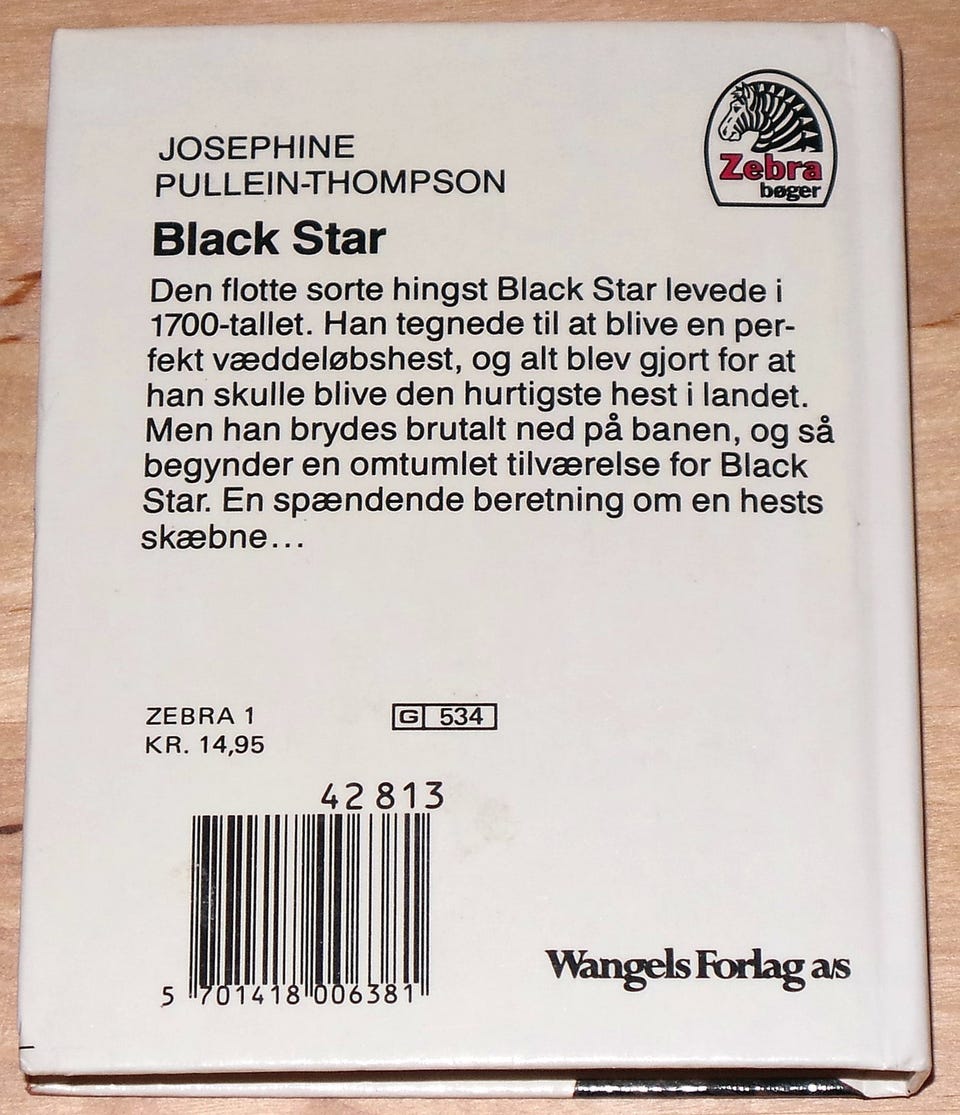 Zebra
bøger
JOSEPHINE
PULLEIN-THOMPSON
Black Star
Den flotte sorte hingst Black Star levede i
1700-tallet. Han tegnede til at blive en per-
fekt væddeløbshest, og alt blev gjort for at
han skulle blive den hurtigste hest i landet.
Men han brydes brutalt ned på banen, og så
begynder en omtumlet tilværelse for Black
Star. En spændende beretning om en hests
skæbne...
ZEBRA 1
KR. 14,95
G 534
42813
5 701418 006381
Wangels Forlag a/s